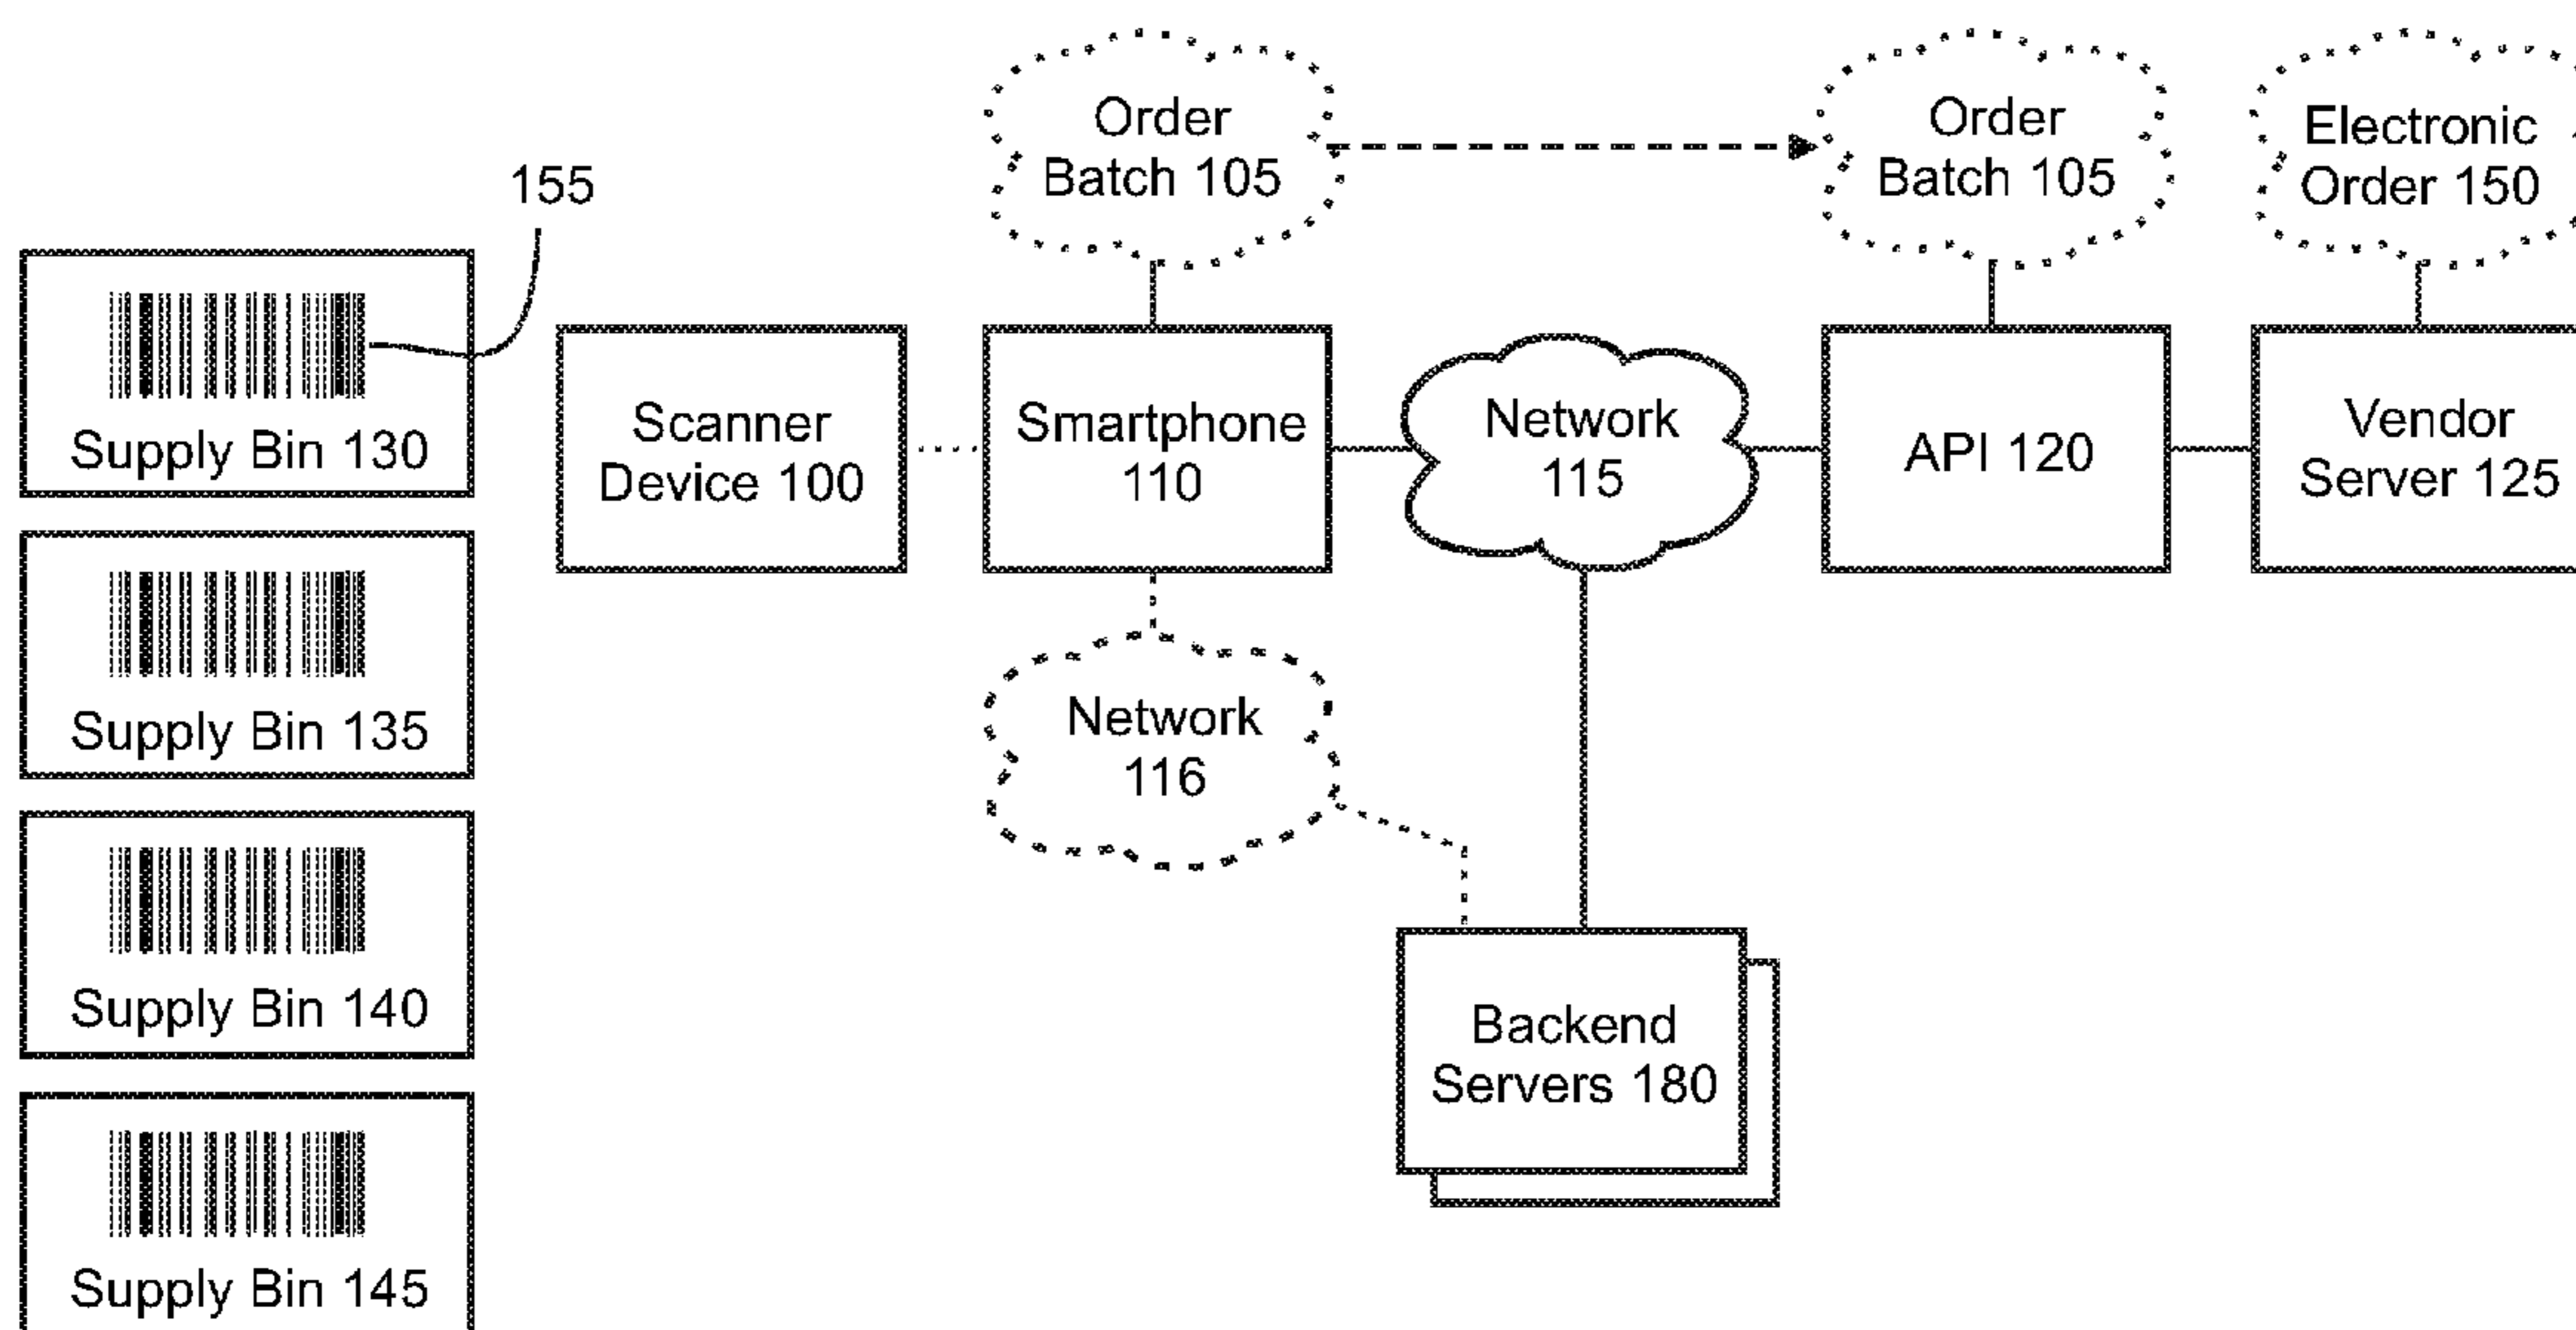 155
Supply Bin 130
Supply Bin 135
Supply Bin 140
Supply Bin 145
Scanner
Device 100
Order
Batch 105
Smartphone
110
Network
116
Network
115
Backend
Servers 180
Order
Batch 105
API 120
Electronic
Order 150
Vendor
Server 125